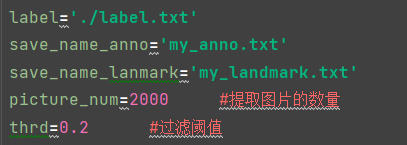 label='./label.txt'
save_name_anno='my_anno.txt'
save_name_lanmark='my_landmark.txt'
picture_num=2000 #提取图片的数量
thrd=0.2 #过滤阈值